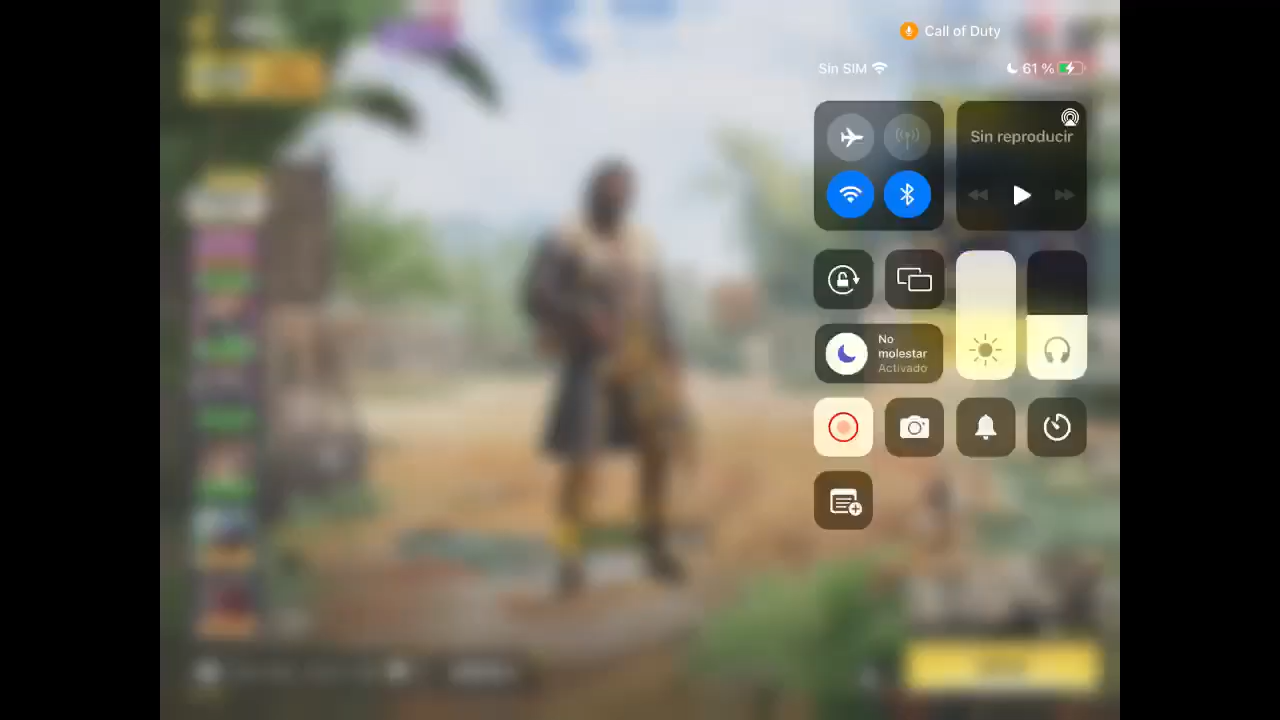 Call of Duty
Sin SIM
61 %
Sin reproducir
No
molestar
Activado